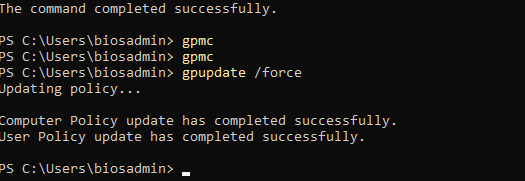 The command completed successfully.
PS C:\Users\biosadmin> gpmc
PS C:\Users\biosadmin> gpmc
PS C:\Users\biosadmin> gpupdate /force
Updating policy...
Computer Policy update has completed successfully.
User Policy update has completed successfully.
PS C:\Users\biosadmin>